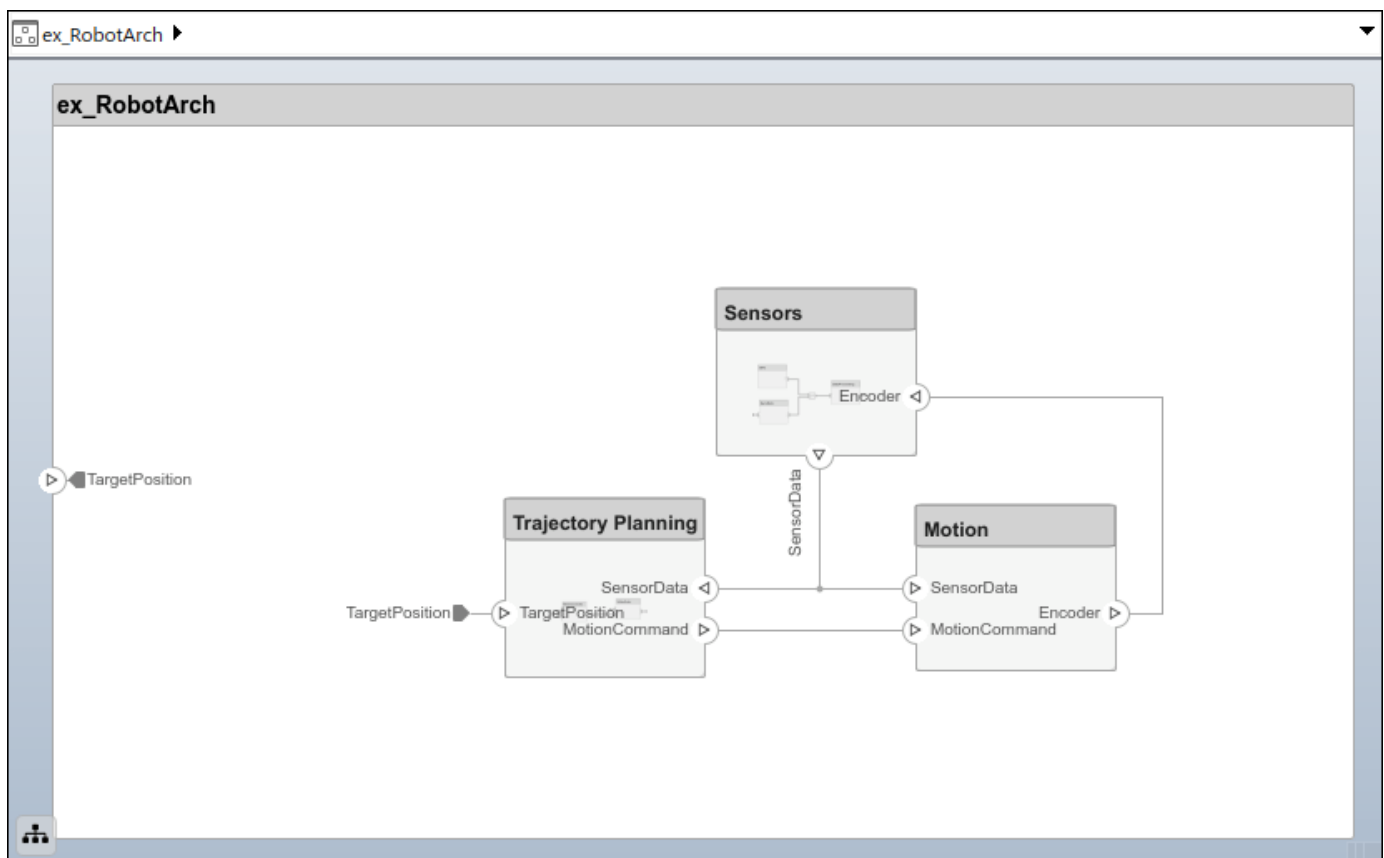 ex_RobotArch
ex_RobotArch
Sensors
Encoder
SensorData
TargetPosition
Trajectory Planning
SensorData
TargetPosition
TargetPosition
MotionCommand
Motion
SensorData
Encoder
MotionCommand